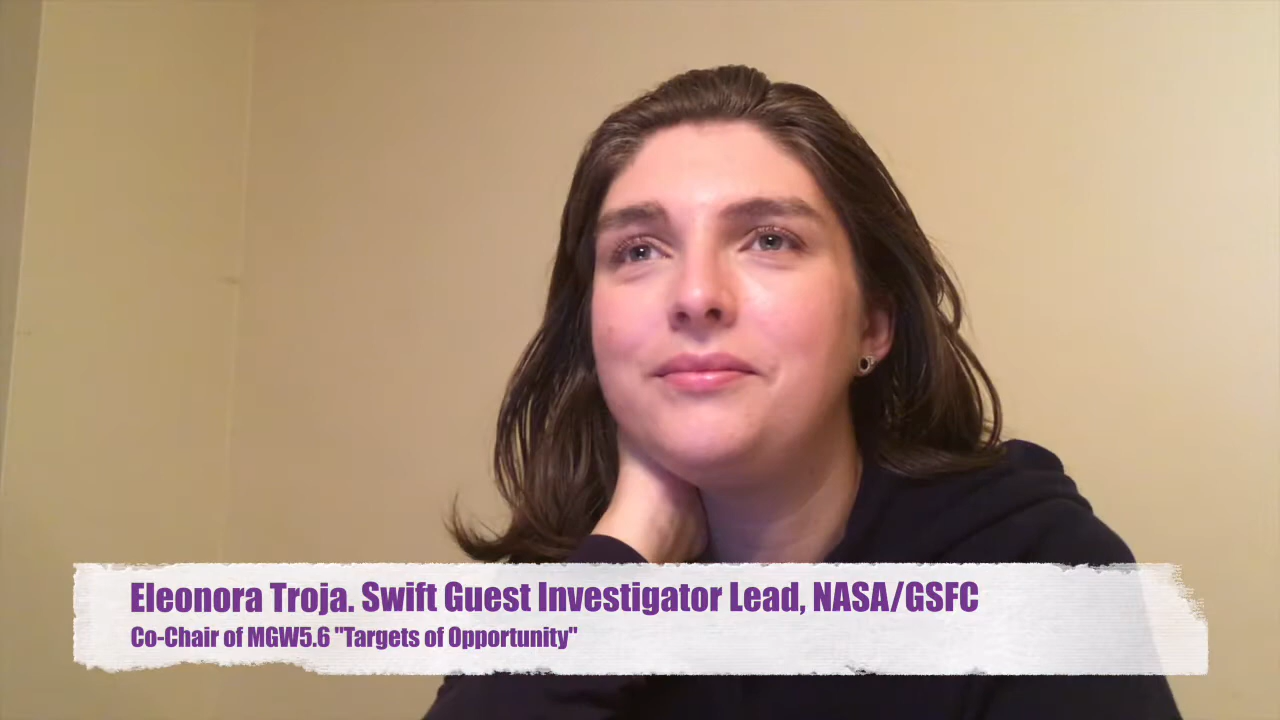 Eleonora Troja. Swift Guest Investigator Lead, NASA/GSFC
Co-Chair of MGW5.6 "Targets of Opportunity"